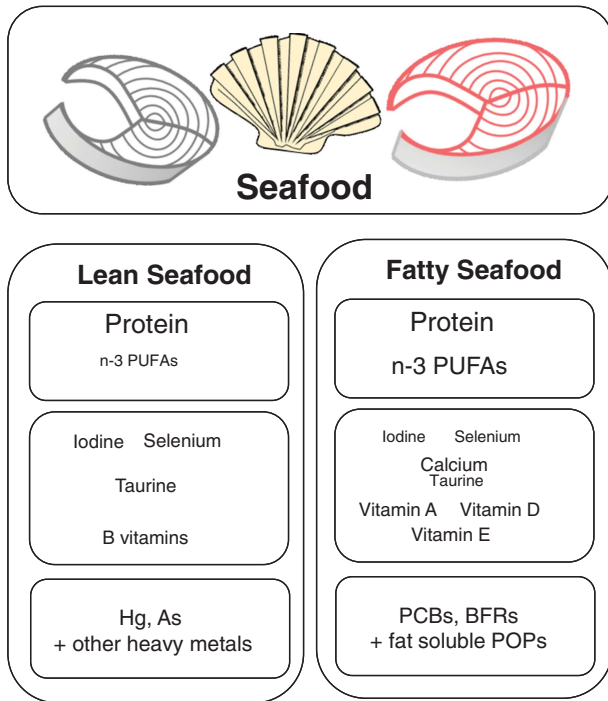 Seafood
Lean Seafood
Protein
n-3 PUFAs
Iodine Selenium
Taurine
B vitamins
Hg, As
+ other heavy metals
Fatty Seafood
Protein
n-3 PUFAs
Iodine Selenium
Calcium
Taurine
Vitamin A Vitamin D
Vitamin E
PCBs, BFRs
+ fat soluble POPs